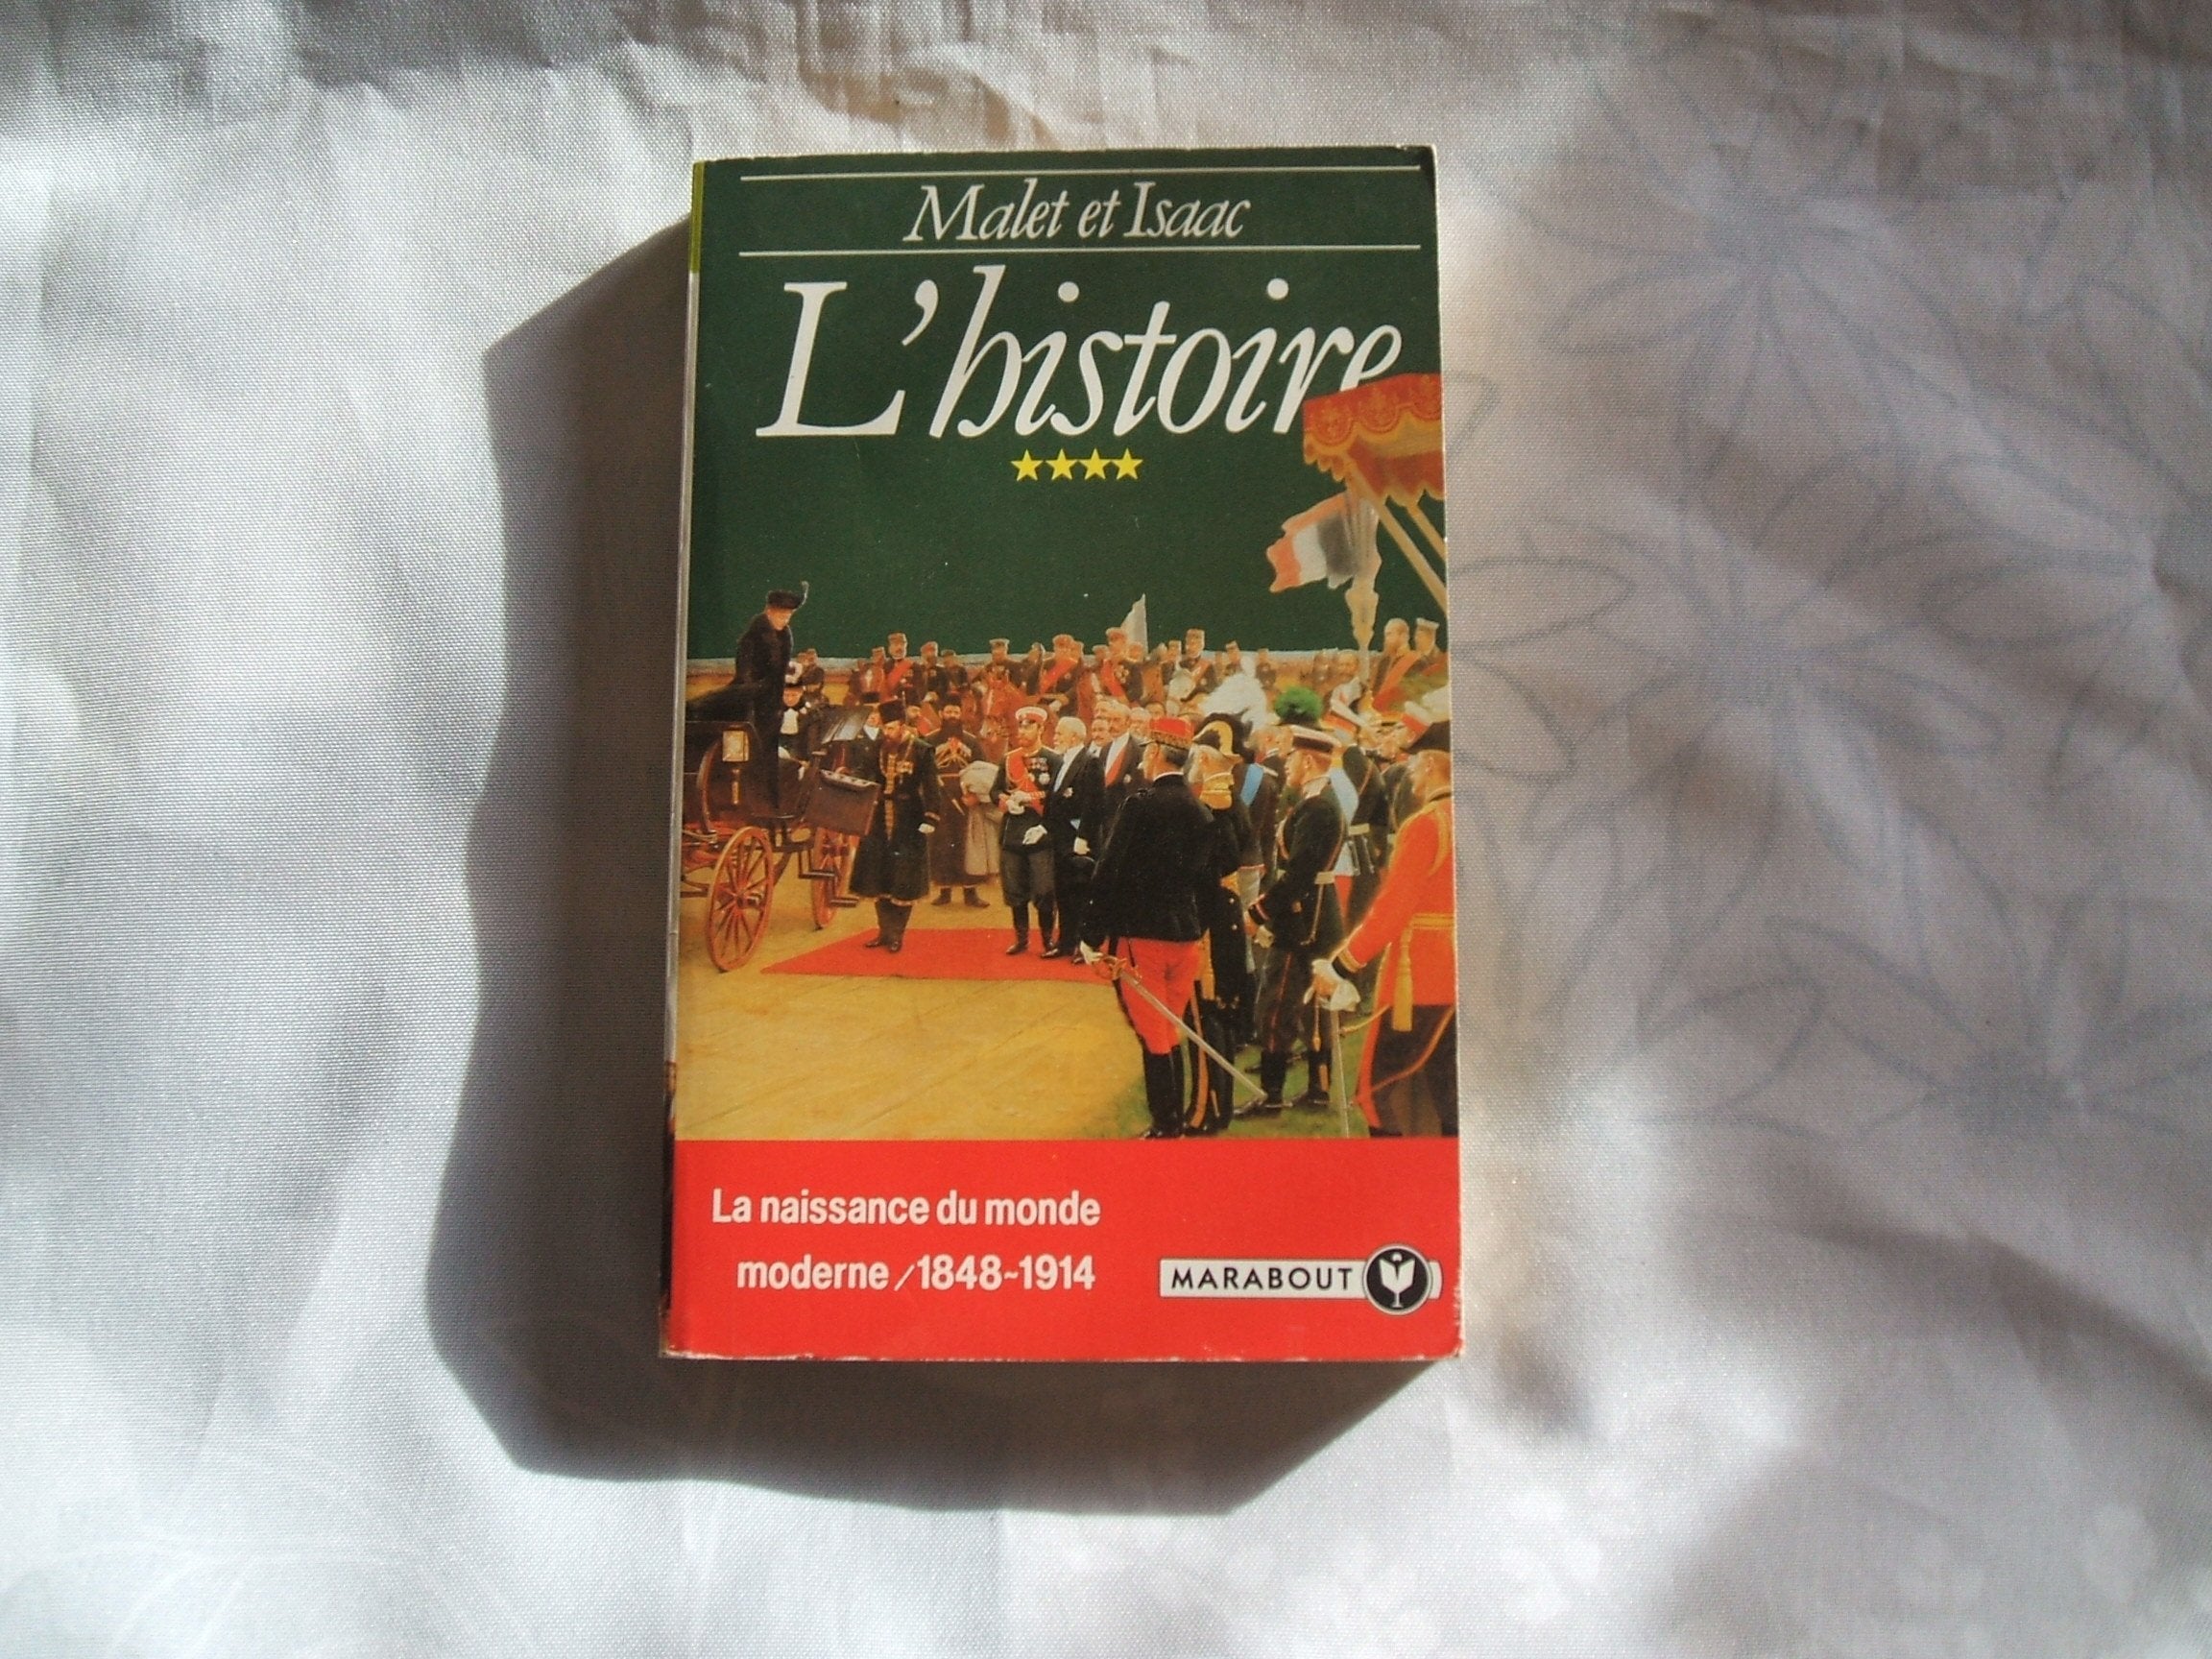 Malet et Isaac
L'histoire
La naissance du monde
moderne/1848~1914
MARABOUT